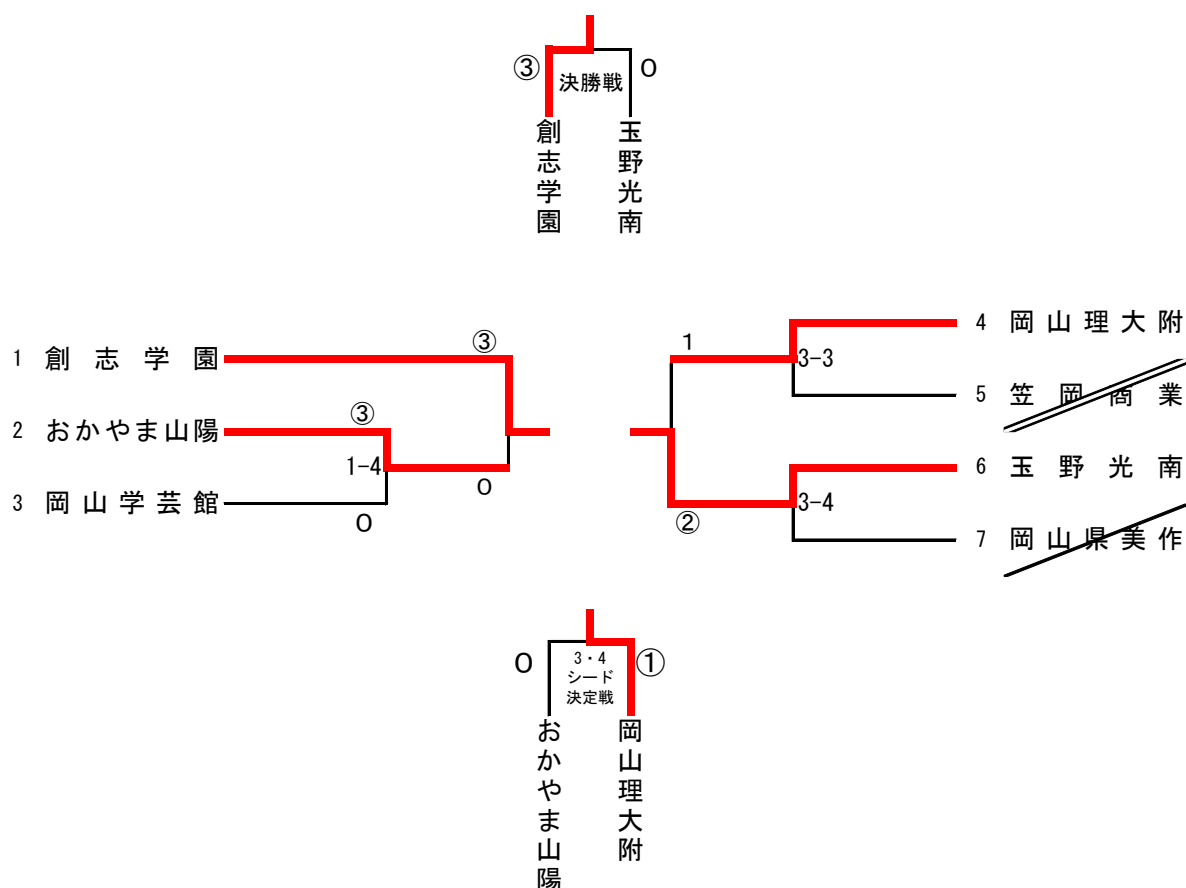 ③ 決勝戦 0
創志学園
玉野光南
1 創志学園
③
2 おかやま山陽
③
1-4
3 岡山学芸館
0
0
1
3-3
4 岡山理大附
5 笠岡商業
6 玉野光南
3-4
②
7 岡山県美作
0
3・4
シード
決定戦
①
おかやま山陽
岡山理大附